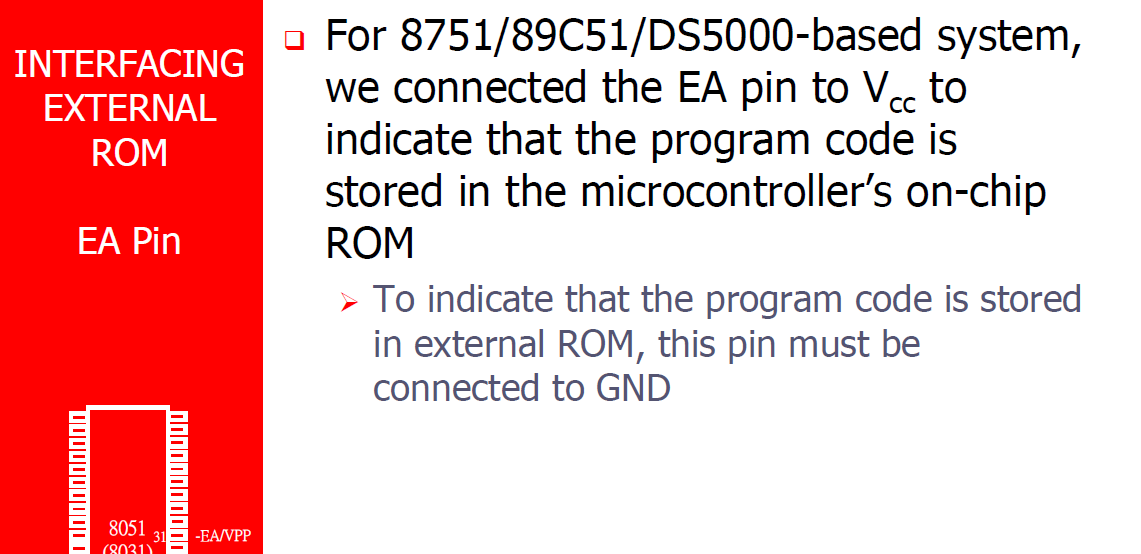 INTERFACING
EXTERNAL
ROM
EA Pin
For 8751/89C51/DS5000-based system,
we connected the EA pin to Vcc to
indicate that the program code is
stored in the microcontroller’s on-chip
ROM
To indicate that the program code is stored
in external ROM, this pin must be
connected to GND
8051
31
-EA/VPP
(8031)